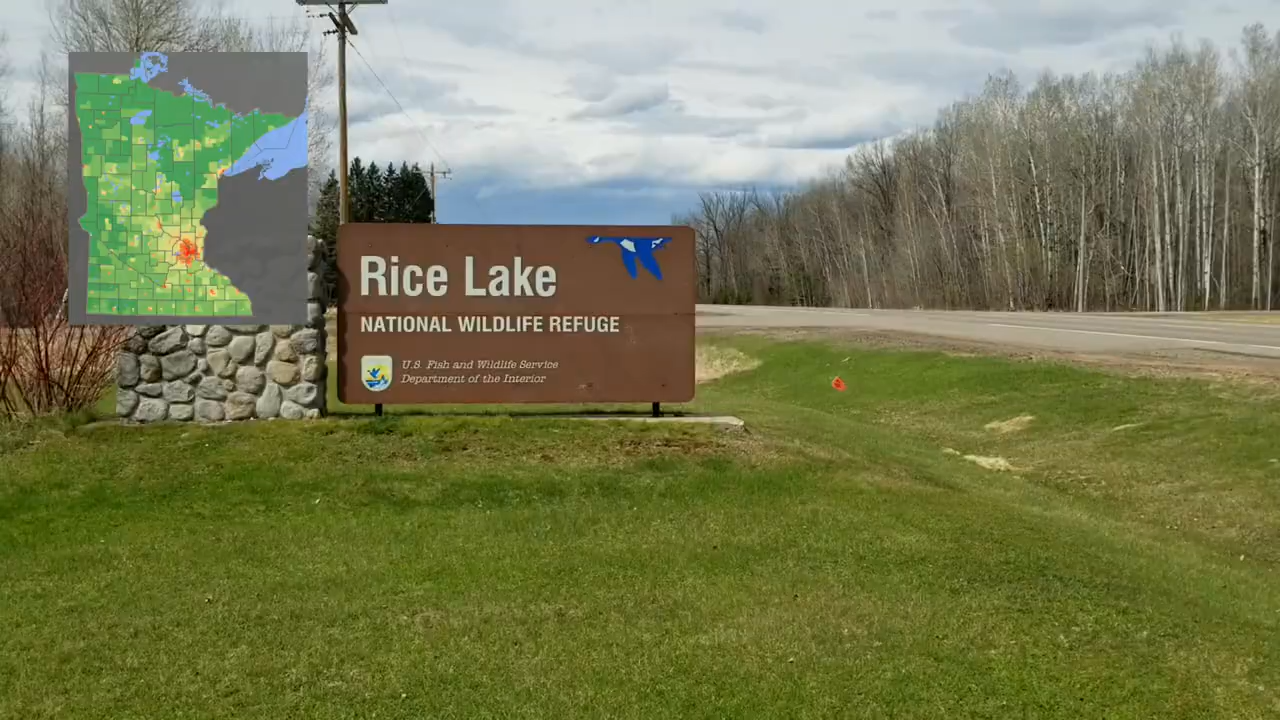 Rice Lake
NATIONAL WILDLIFE REFUGE
U.S. Fish and Wildlife Service
Department of the Interior